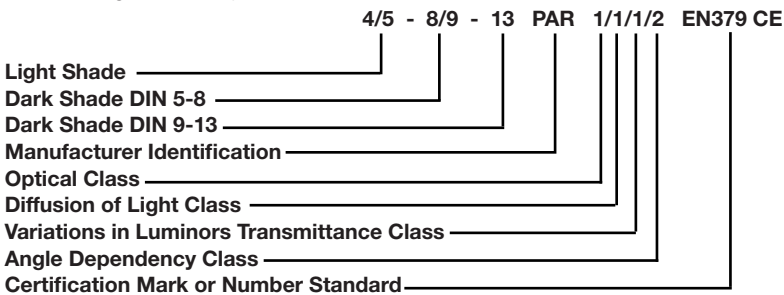 4/5 - 8/9 - 13 PAR 1/1/1/2 EN379 CE
Light Shade
Dark Shade DIN 5-8
Dark Shade DIN 9-13
Manufacturer Identification
Optical Class
Diffusion of Light Class
Variations in Luminors Transmittance Class
Angle Dependency Class
Certification Mark or Number Standard